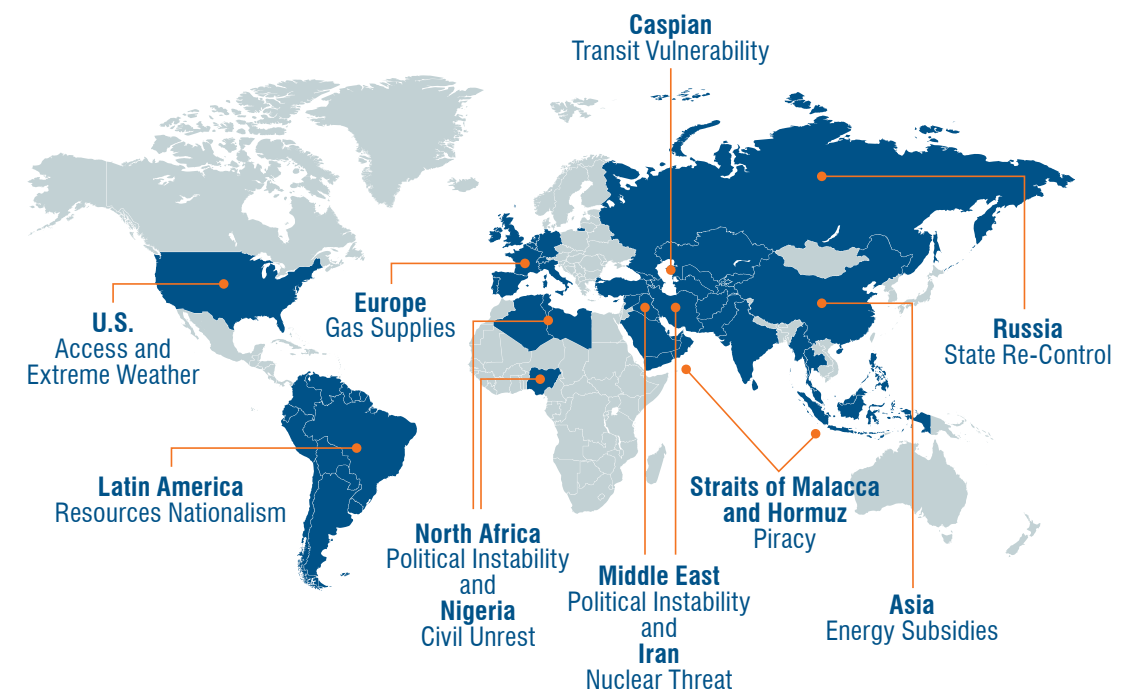 Caspian
Transit Vulnerability
U.S.
Access and
Extreme Weather
Europe
Gas Supplies
Russia
State Re-Control
Latin America
Resources Nationalism
North Africa
Political Instability
and
Nigeria
Civil Unrest
Middle East
Political Instability
and
Iran
Nuclear Threat
Straits of Malacca
and Hormuz
Piracy
Asia
Energy Subsidies